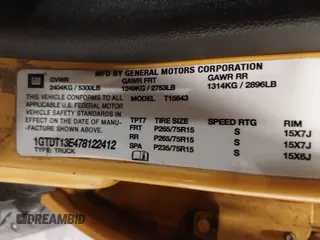 MFD BY GENERAL MOTORS CORPORATION
GM
GVWR GAWR FRT GAWR RR
2404KG / 5300LB 1249KG / 2753LB 1314KG / 2896LB
THIS VEHICLE CONFORMS TO ALL MODEL: T15643
APPLICABLE U.S. FEDERAL MOTOR
VEHICLE SAFETY STANDARDS IN
EFFECT ON THE DATE OF
MANUFACTURE SHOWN ABOVE.
1GTDT13E478122412
TYPE: TRUCK
TPT7 TIRE SIZE SPEED RTG RIM
FRT P265/75R15 S 15X7J
RR P265/75R15 S 15X7J
SPA P235/75R15 S 15X6J
DREAMBID